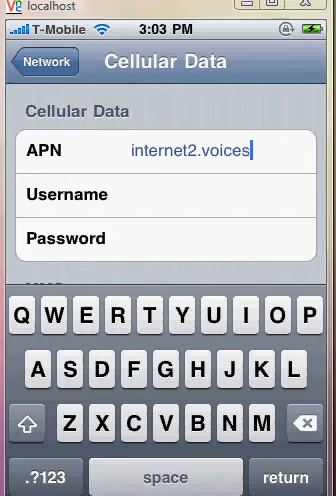 localhost
T-Mobile 3:03 PM
Network Cellular Data
Cellular Data
APN internet2.voices
Username
Password
Q W E R T Y U I O P
A S D F G H J K L
Z X C V B N M
.?123 space return